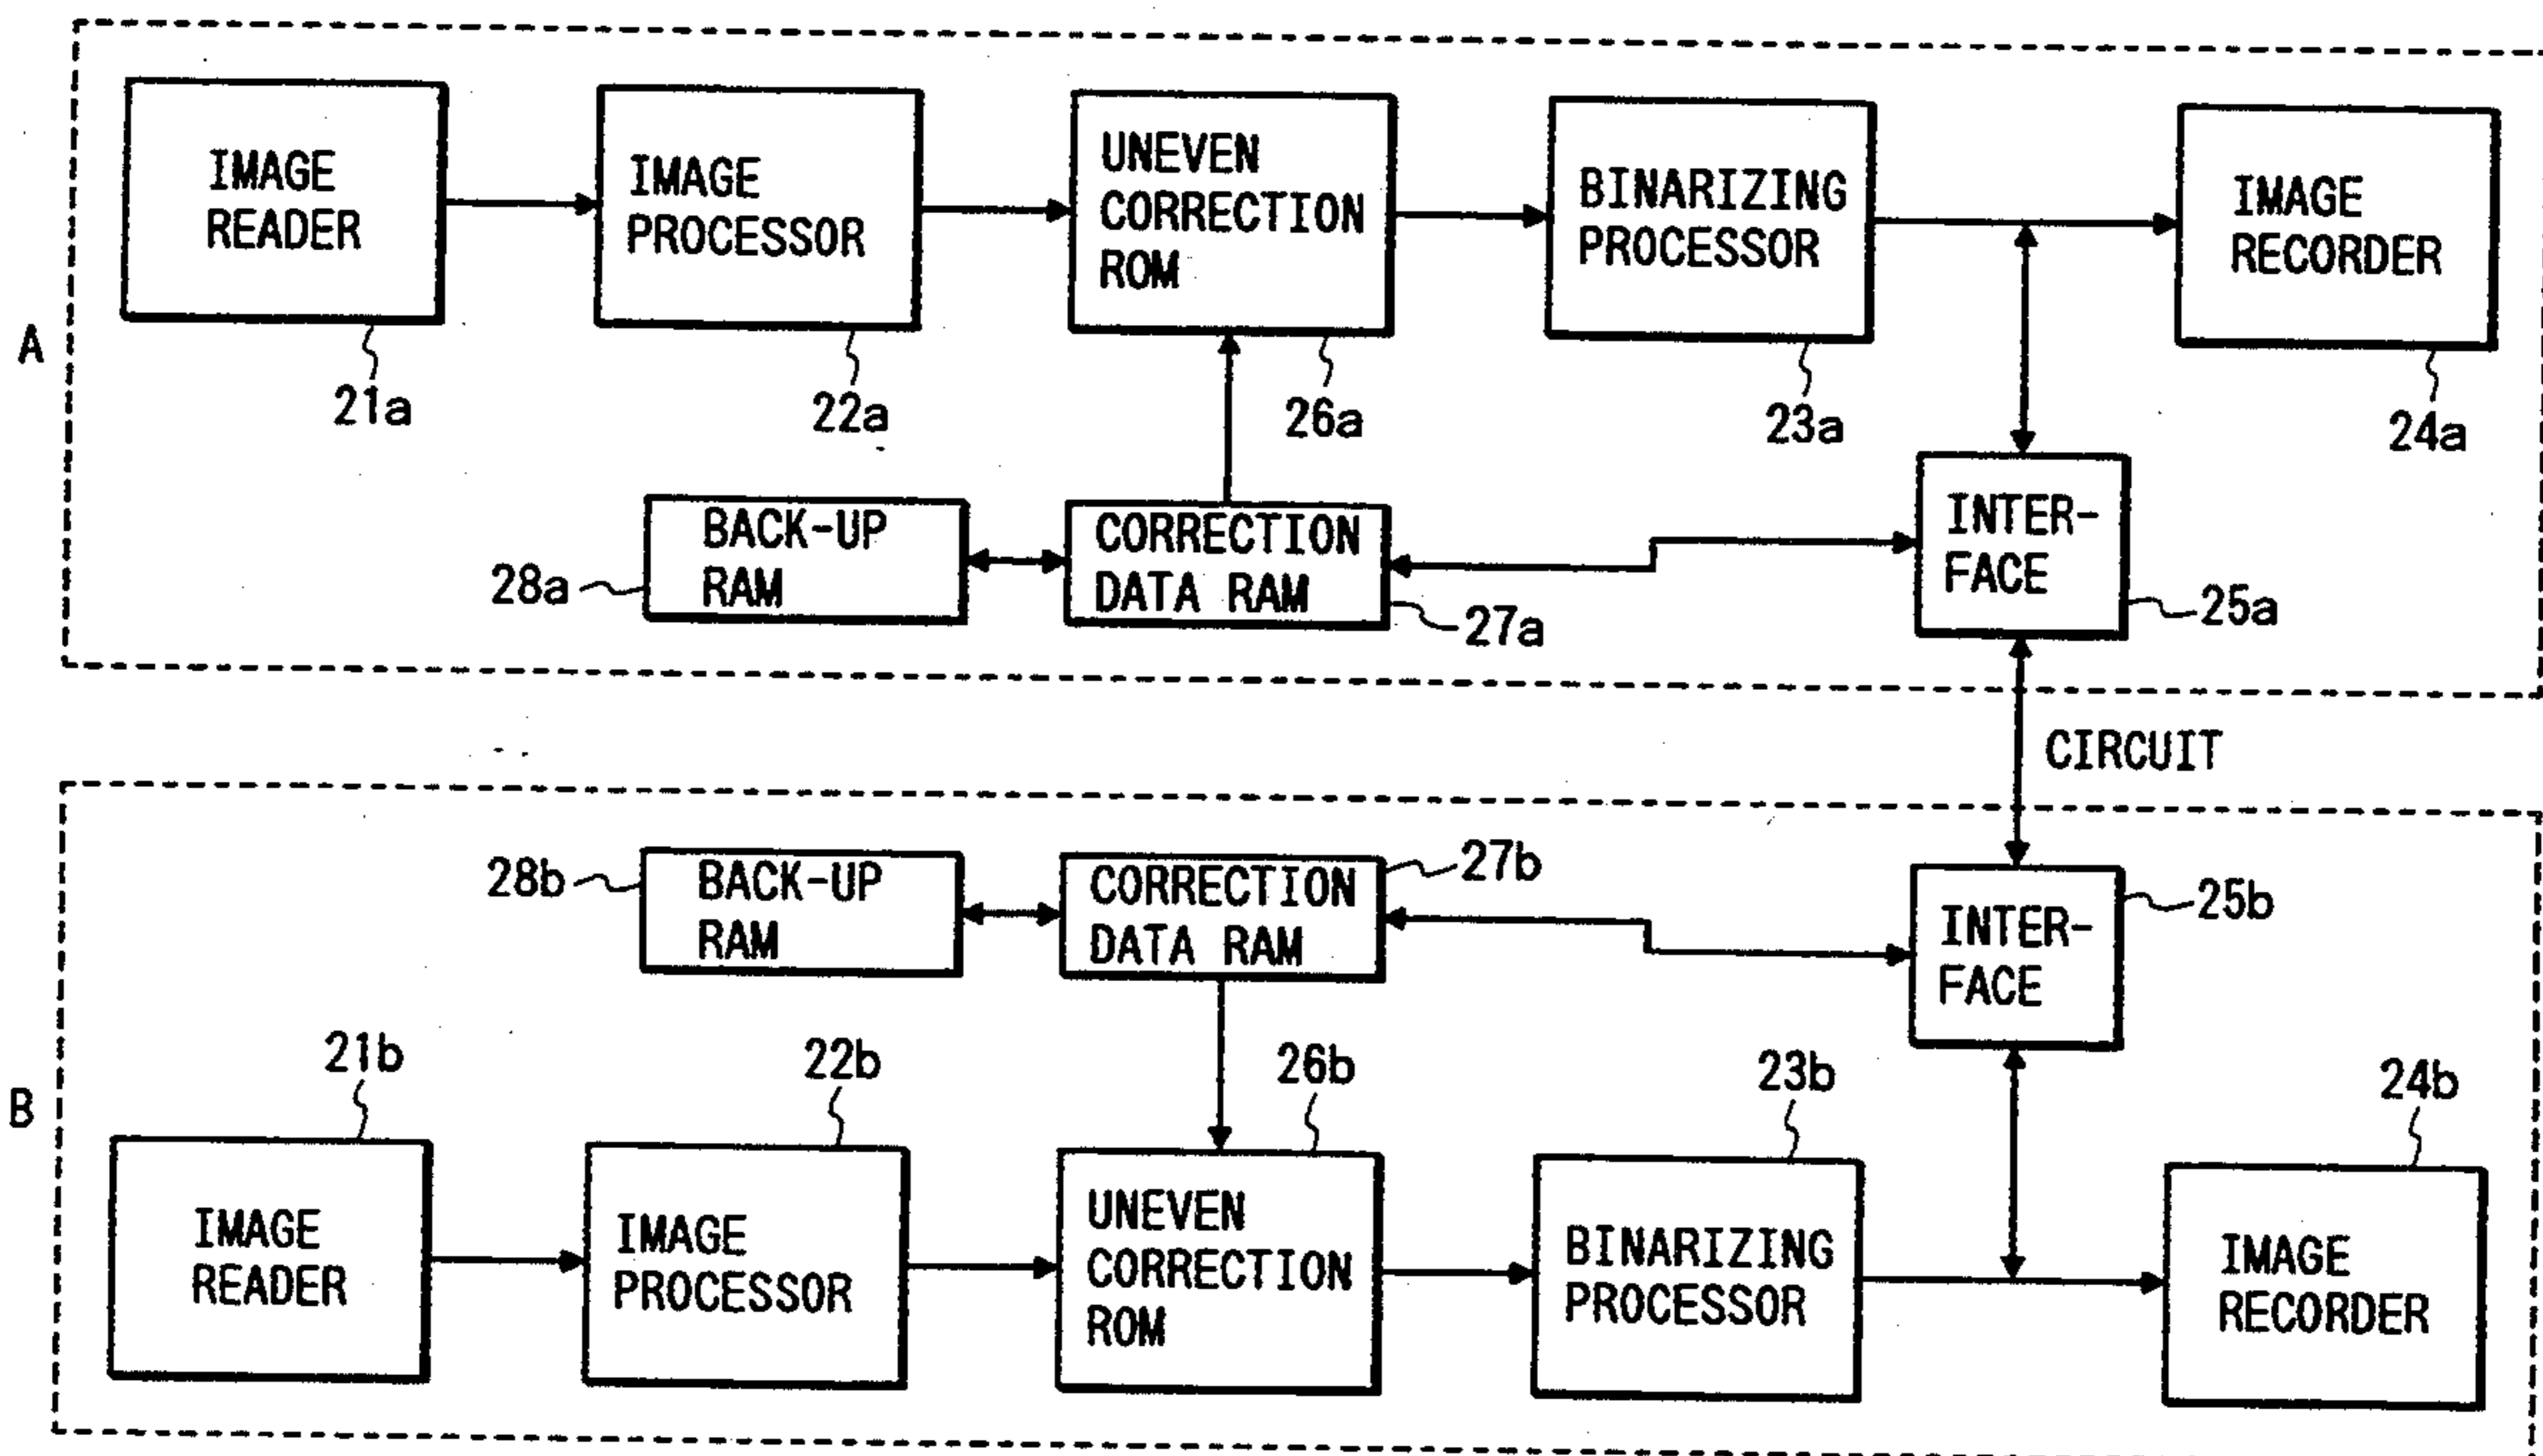 IMAGE
READER
IMAGE
PROCESSOR
UNEVEN
CORRECTION
ROM
BINARIZING
PROCESSOR
IMAGE
RECORDER
A
21a
22a
26a
23a
24a
BACK-UP
RAM
28a
CORRECTION
DATA RAM
27a
INTER-
FACE
25a
CIRCUIT
28b
BACK-UP
RAM
CORRECTION
DATA RAM
27b
INTER-
FACE
25b
B
21b
22b
26b
23b
24b
IMAGE
READER
IMAGE
PROCESSOR
UNEVEN
CORRECTION
ROM
BINARIZING
PROCESSOR
IMAGE
RECORDER